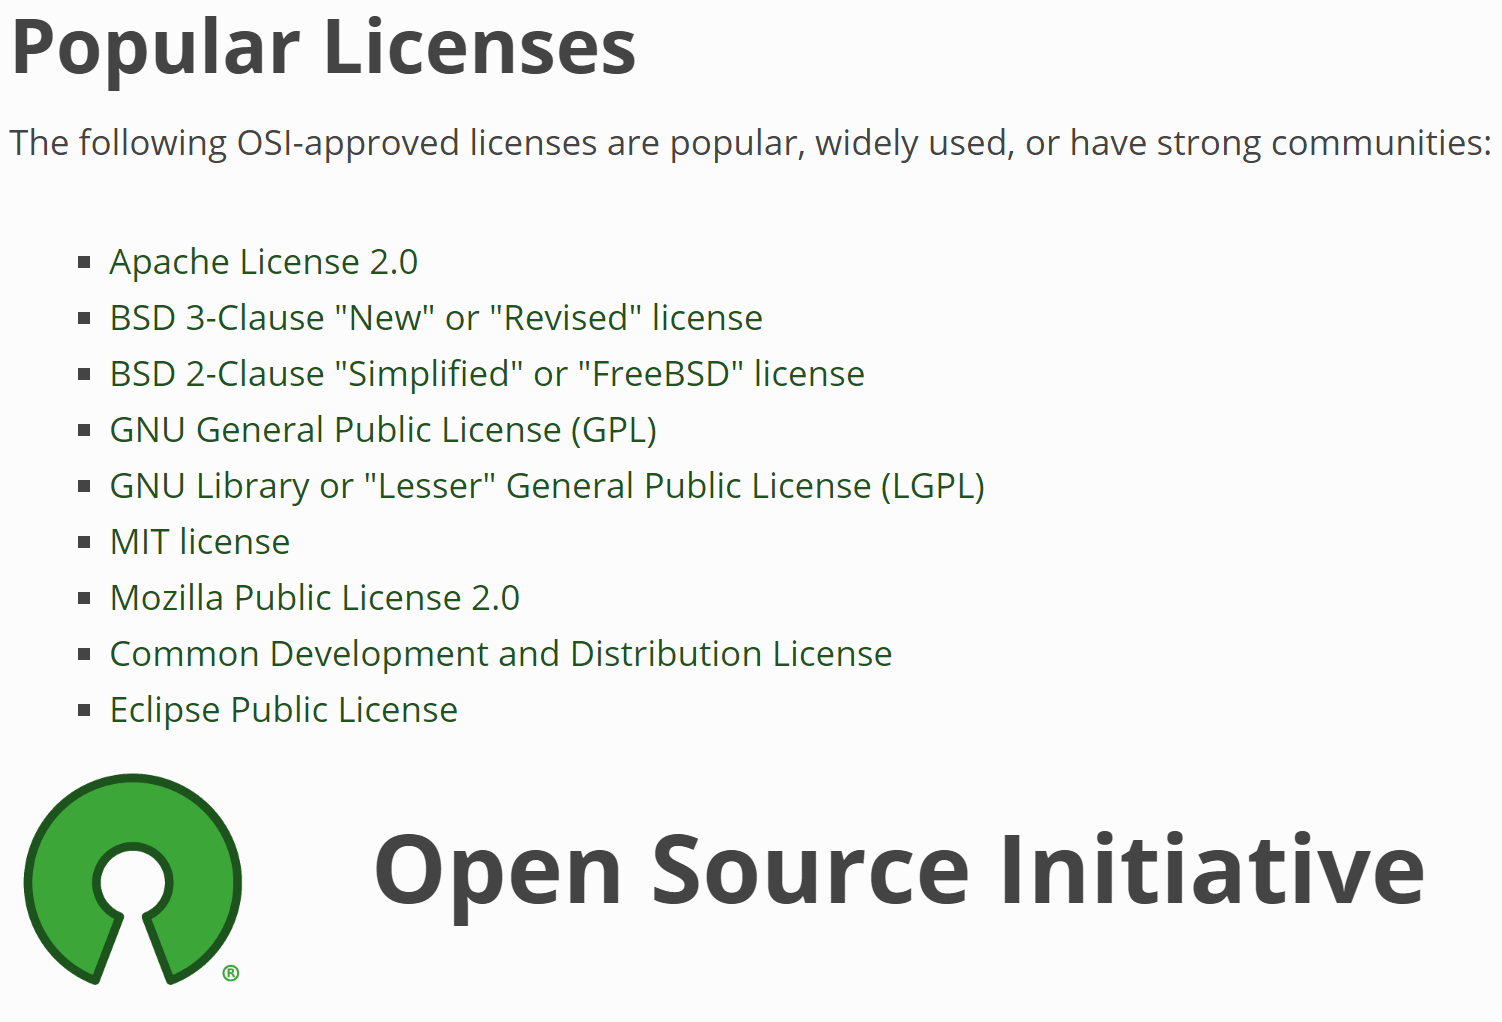 Popular Licenses
The following OSI-approved licenses are popular, widely used, or have strong communities:
Apache License 2.0
BSD 3-Clause "New" or "Revised" license
BSD 2-Clause "Simplified" or "FreeBSD" license
GNU General Public License (GPL)
GNU Library or "Lesser" General Public License (LGPL)
MIT license
Mozilla Public License 2.0
Common Development and Distribution License
Eclipse Public License
Open Source Initiative
®